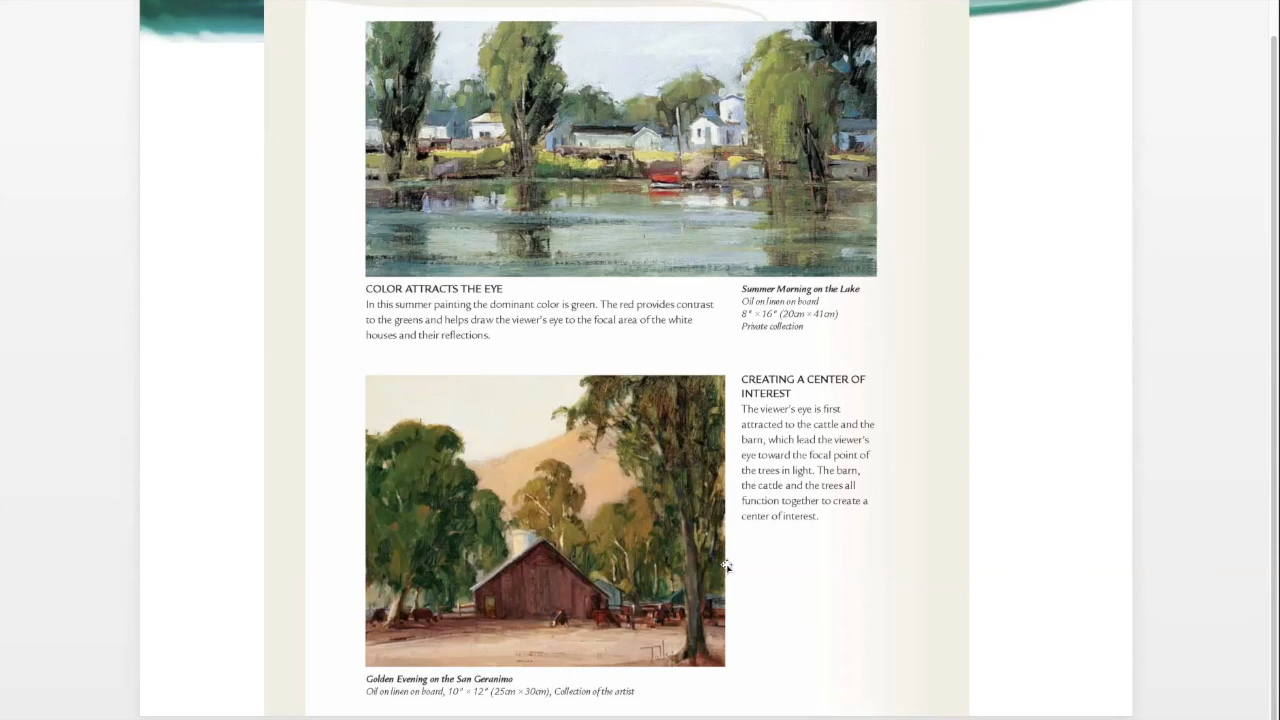 COLOR ATTRACTS THE EYE
In this summer painting the dominant color is green. The red provides contrast
to the greens and helps draw the viewer's eye to the focal area of the white
houses and their reflections.
Summer Morning on the Lake
Oil on linen on board
8" × 16" (20cm × 41cm)
Private collection
CREATING A CENTER OF
INTEREST
The viewer's eye is first
attracted to the cattle and the
barn, which lead the viewer's
eye toward the focal point of
the trees in light. The barn,
the cattle and the trees all
function together to create a
center of interest.
Golden Evening on the San Geranimo
Oil on linen on board, 10" × 12" (25cm × 30cm), Collection of the artist